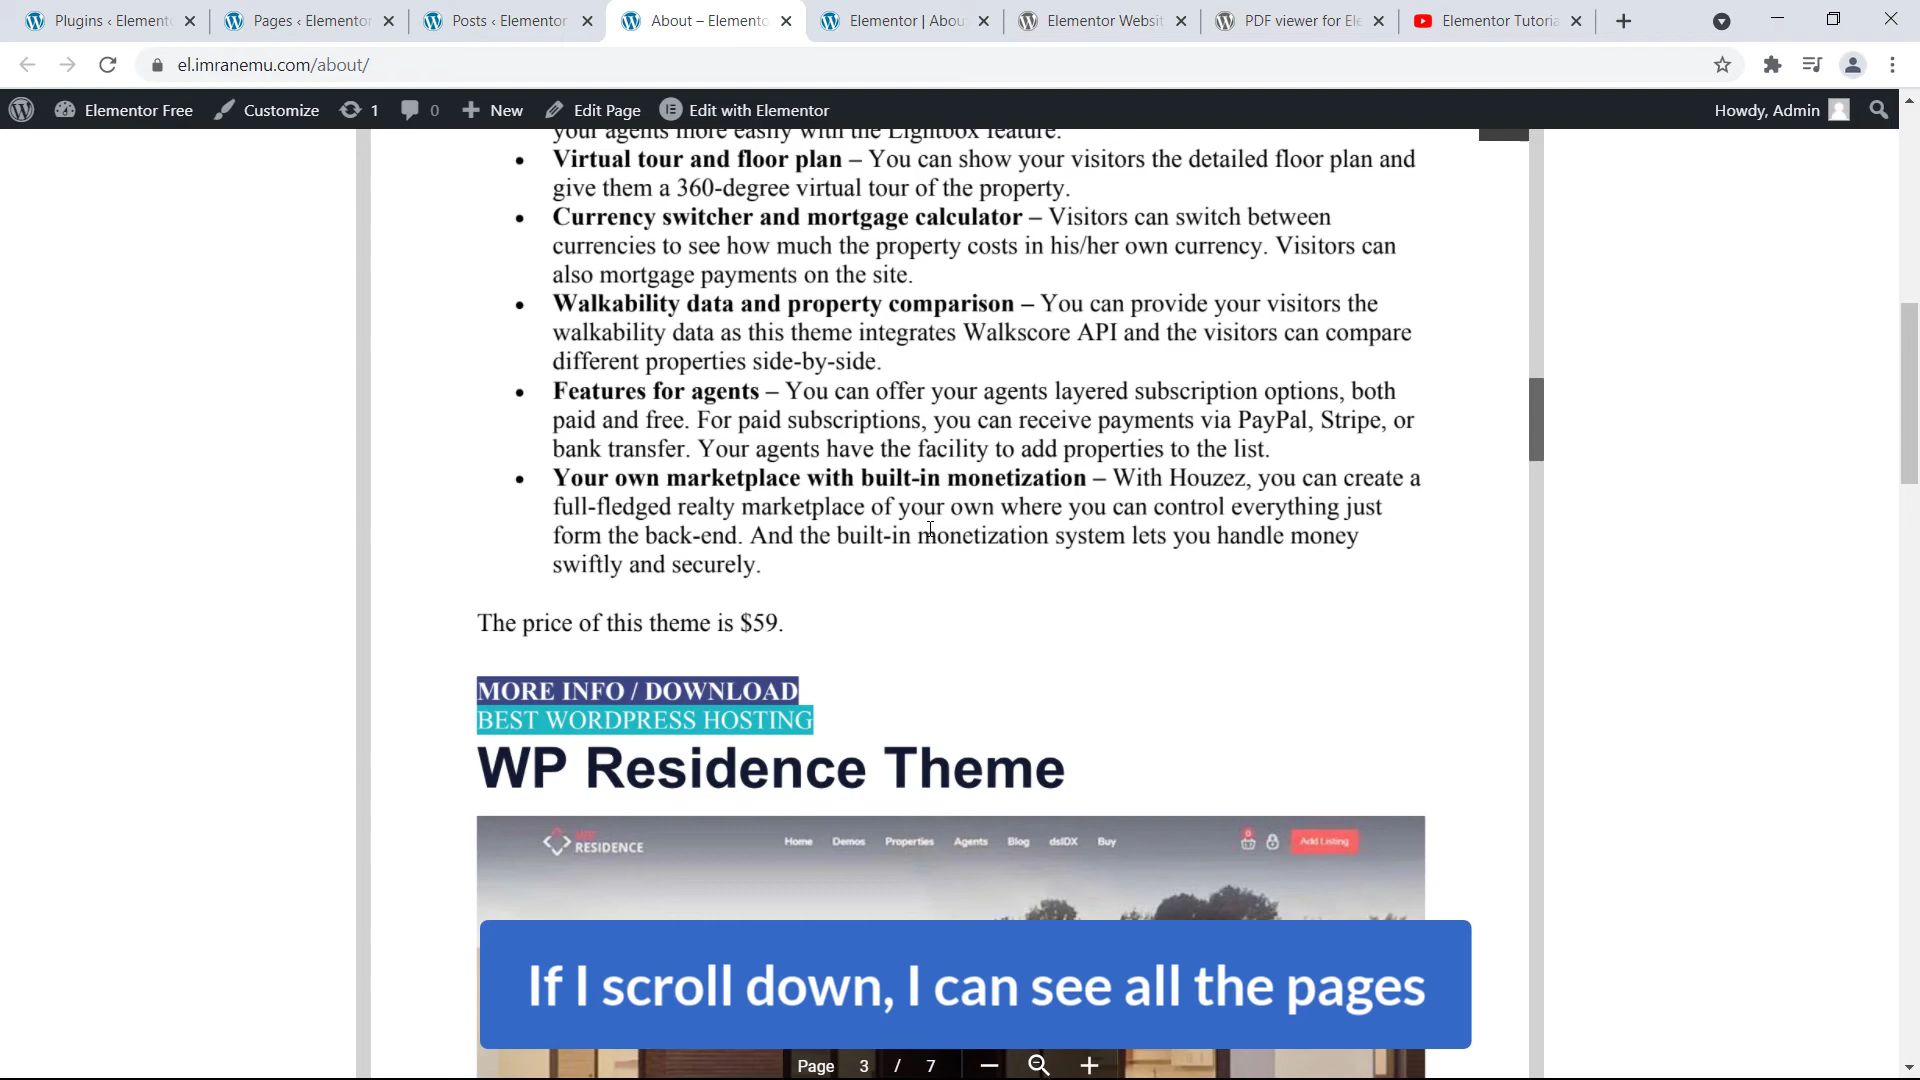 Plugins ‹ Element
Pages ‹ Elementor
Posts ‹ Elementor
About – Elemento
Elementor | Abou
Elementor Websit
PDF viewer for Ele
Elementor Tutoria
el.imranemu.com/about/
Elementor Free
Customize
1
0
New
Edit Page
Edit with Elementor
Howdy, Admin
your agents more easily with the Lightbox feature.
• Virtual tour and floor plan – You can show your visitors the detailed floor plan and
give them a 360-degree virtual tour of the property.
• Currency switcher and mortgage calculator – Visitors can switch between
currencies to see how much the property costs in his/her own currency. Visitors can
also mortgage payments on the site.
• Walkability data and property comparison – You can provide your visitors the
walkability data as this theme integrates Walkscore API and the visitors can compare
different properties side-by-side.
• Features for agents – You can offer your agents layered subscription options, both
paid and free. For paid subscriptions, you can receive payments via PayPal, Stripe, or
bank transfer. Your agents have the facility to add properties to the list.
• Your own marketplace with built-in monetization – With Houzez, you can create a
full-fledged realty marketplace of your own where you can control everything just
form the back-end. And the built-in monetization system lets you handle money
swiftly and securely.
The price of this theme is $59.
MORE INFO / DOWNLOAD
BEST WORDPRESS HOSTING
WP Residence Theme
WP
RESIDENCE
Home
Demos
Properties
Agents
Blog
dsIDX
Buy
0
Add Listing
If I scroll down, I can see all the pages
Page 3 / 7